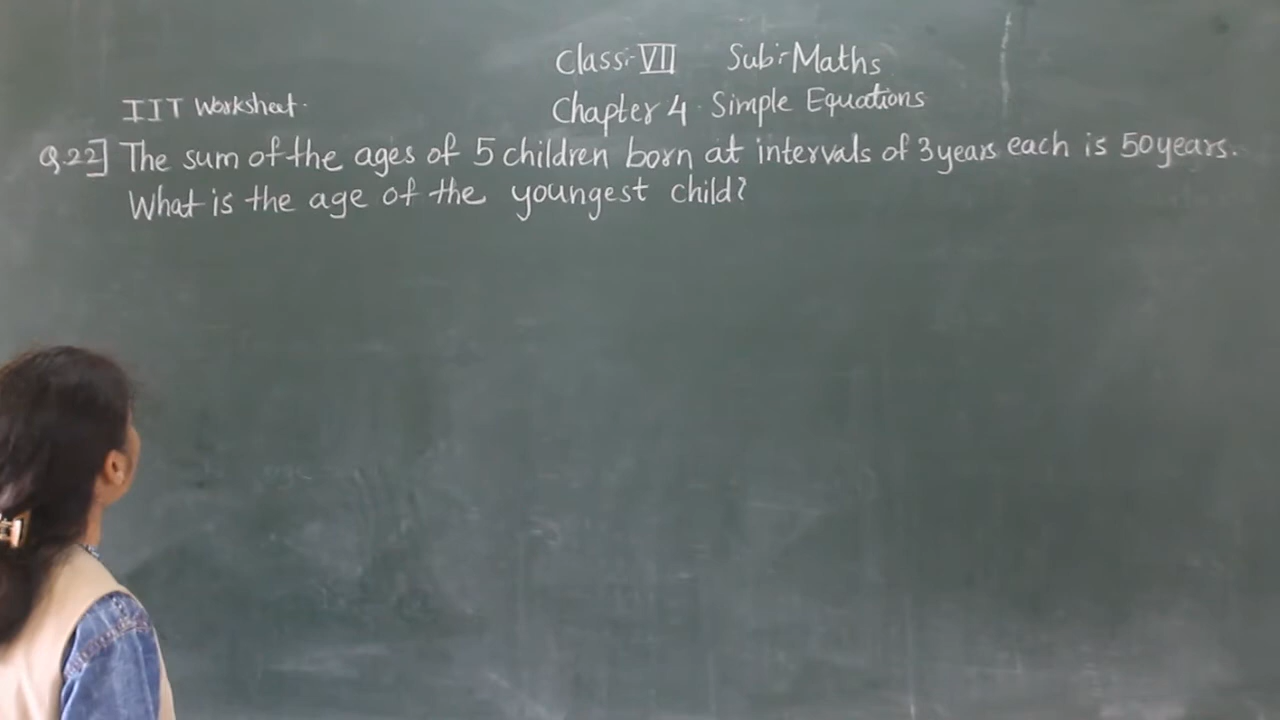 Class:- VII Sub:- Maths
IIT Worksheet. Chapter 4. Simple Equations
Q.22] The sum of the ages of 5 children born at intervals of 3 years each is 50 years.
What is the age of the youngest child?